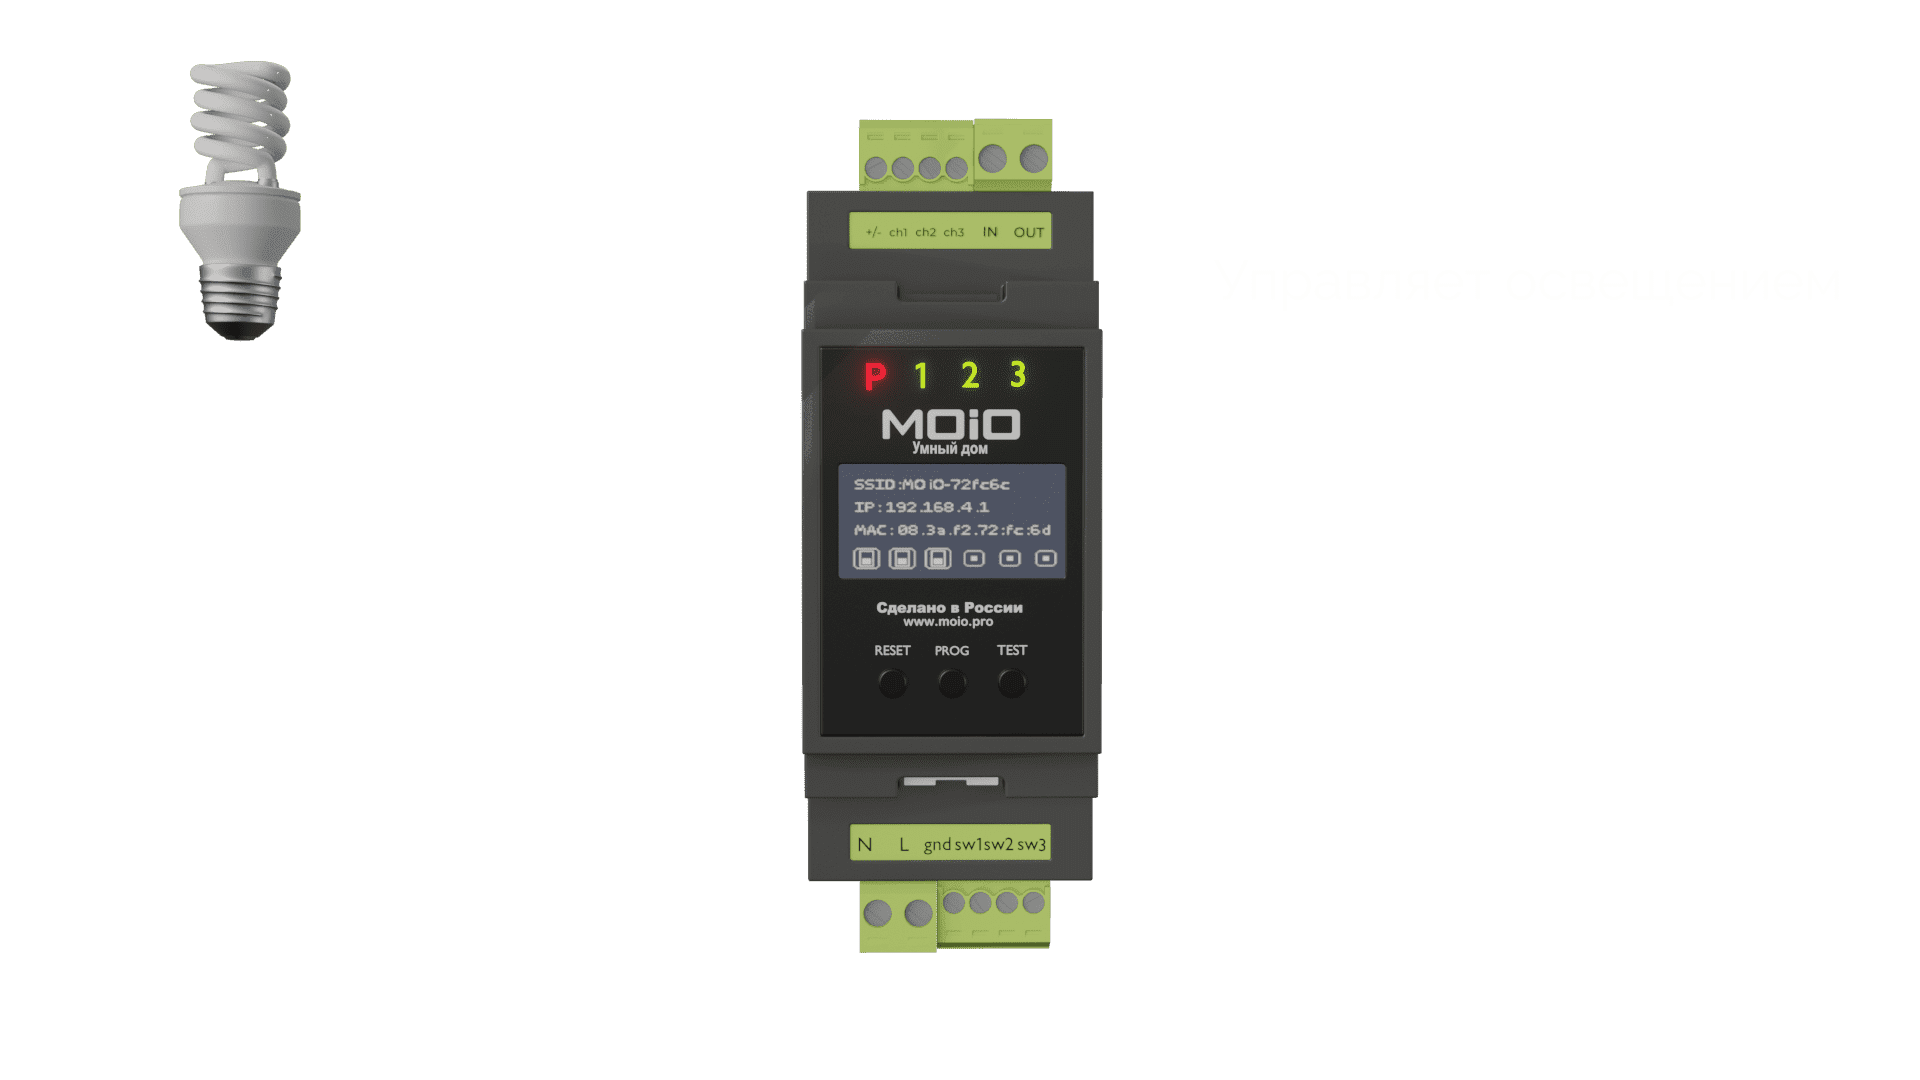 +/- ch1 ch2 ch3 IN OUT
P 1 2 3
MOiO
Умный дом
SSID:MOiO-72fc6c
IP:192.168.4.1
MAC:08.3a.f2.72:fc:6d
Сделано в России
www.moio.pro
RESET PROG TEST
N L gnd sw1 sw2 sw3